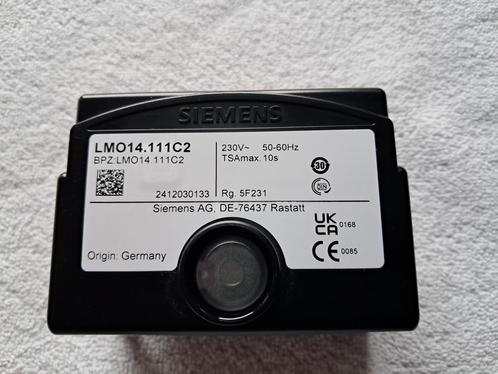 SIEMENS
LMO14.111C2
BPZ:LMO14.111C2
230V~ 50-60Hz
TSAmax. 10s
30
2412030133
Rg. 5F231
Siemens AG, DE-76437 Rastatt
UK
CA 0168
CE 0085
Origin: Germany